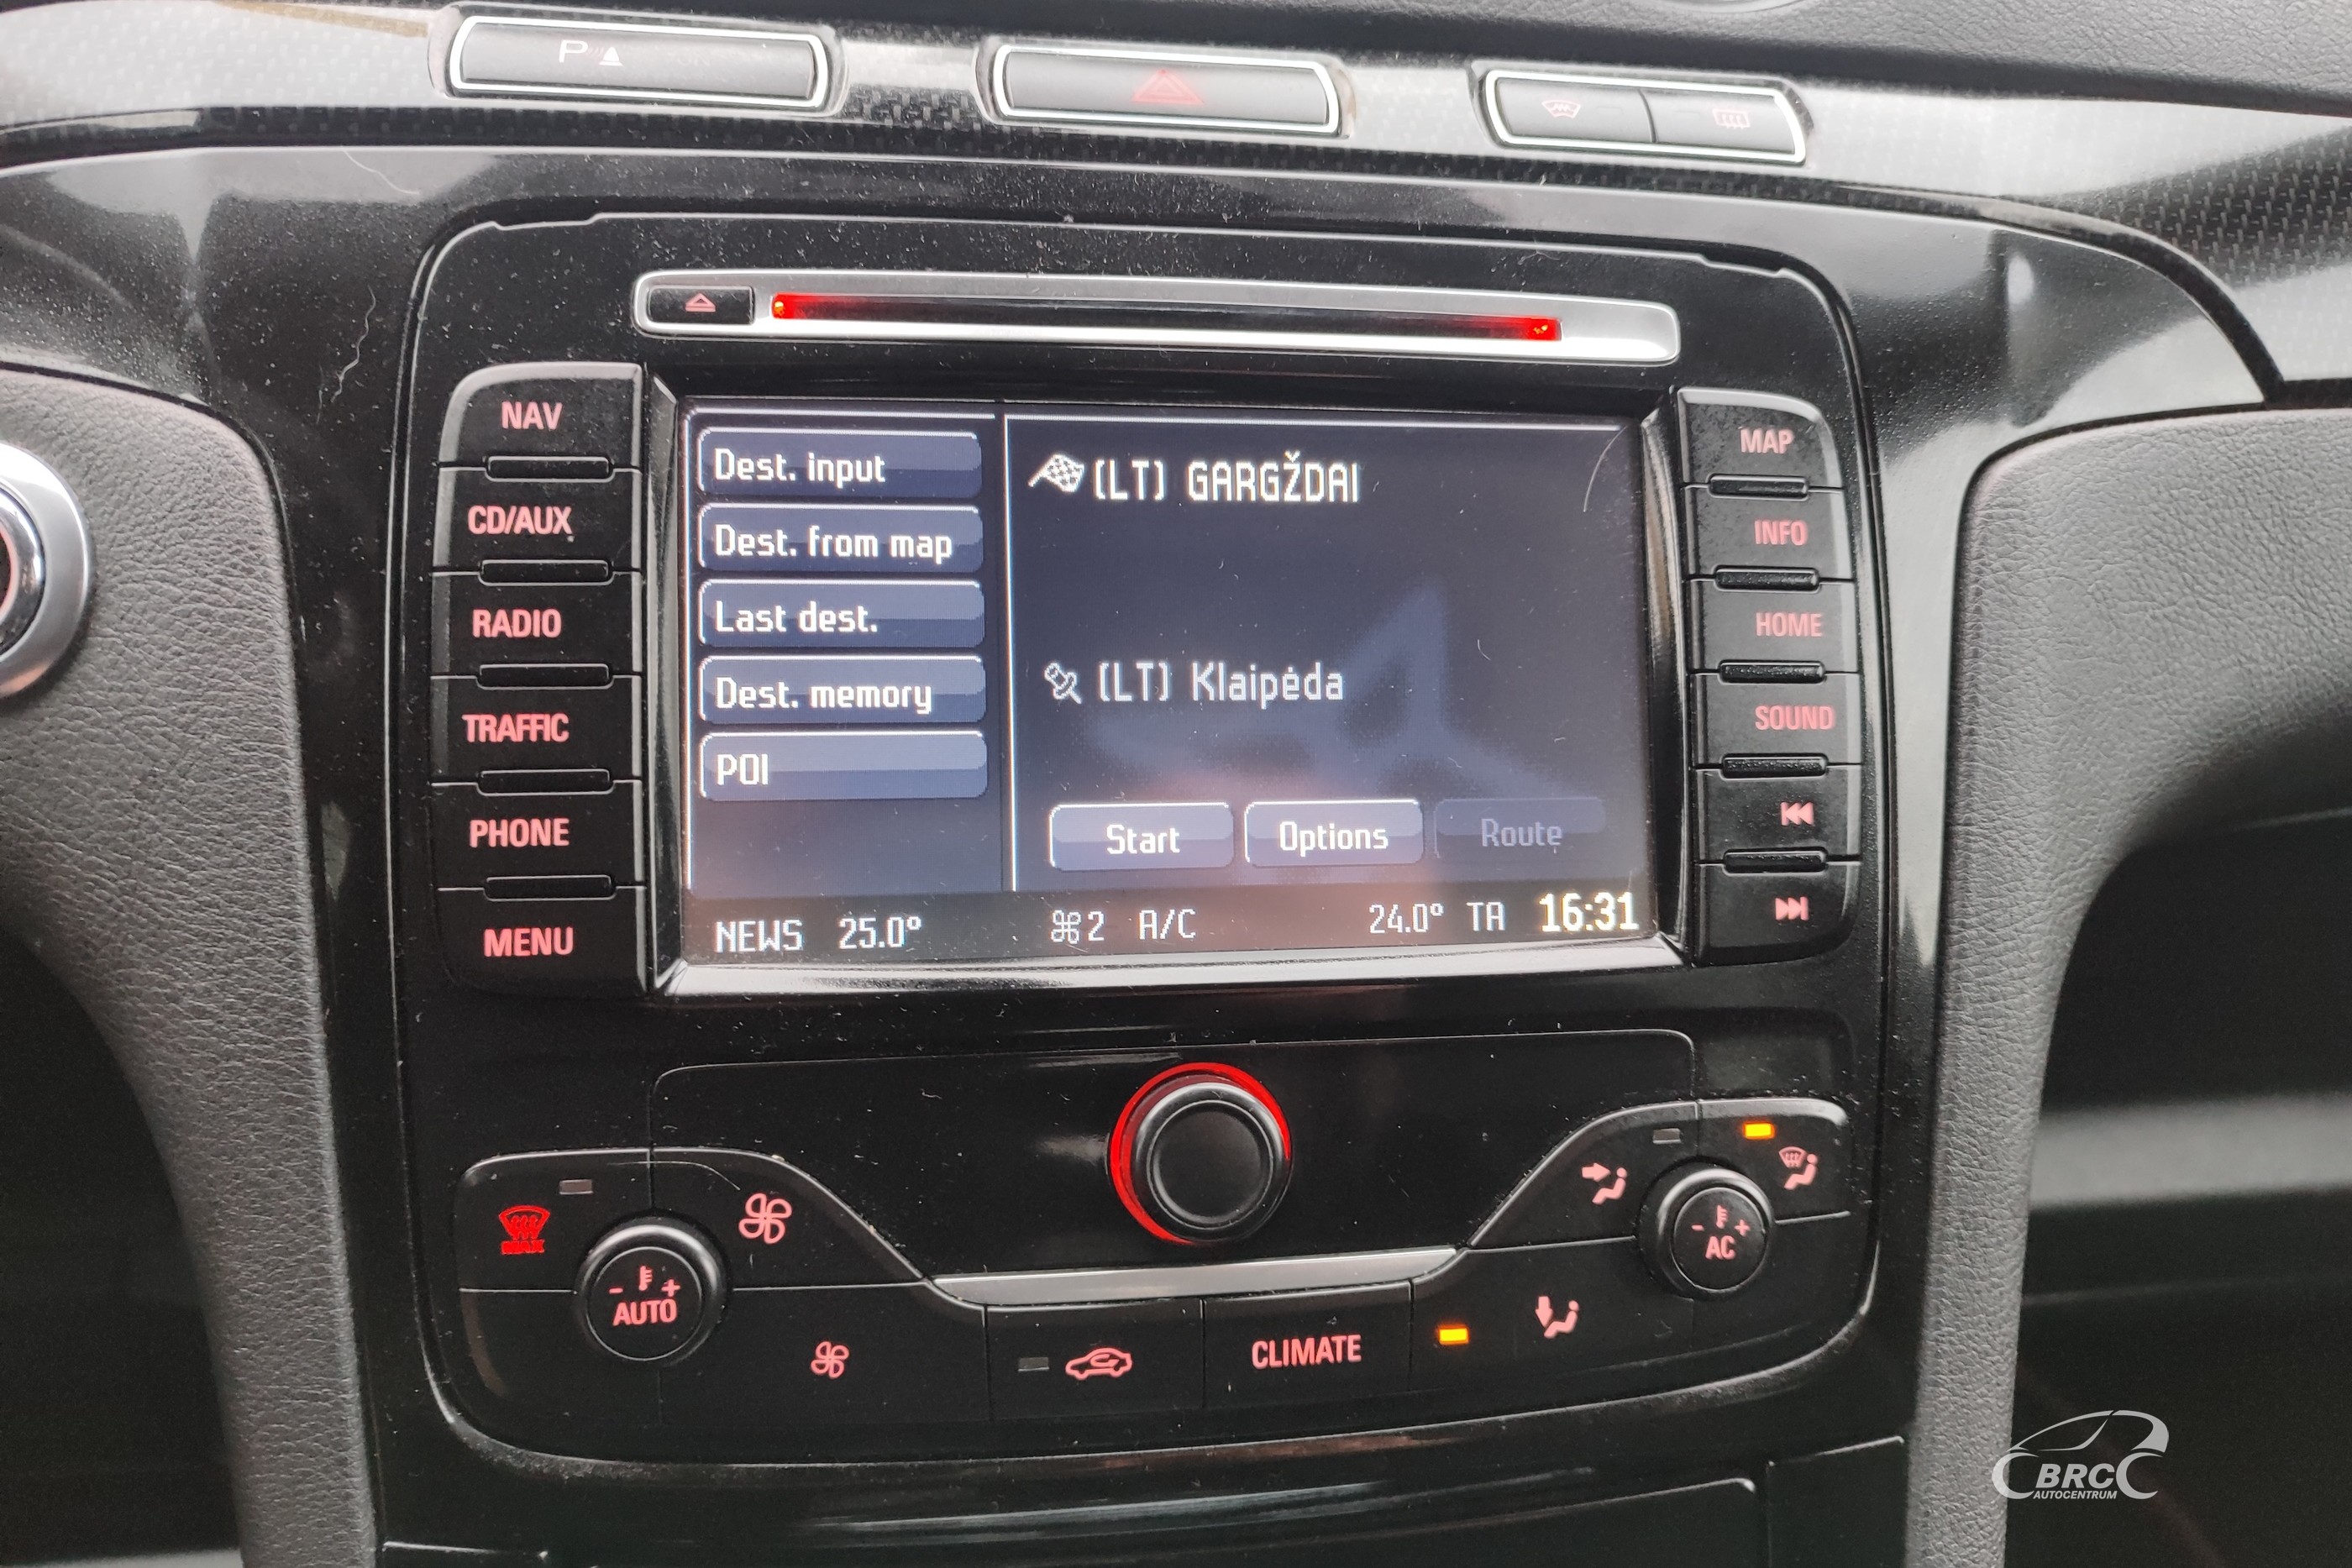 P
NAV
CD/AUX
RADIO
TRAFFIC
PHONE
MENU
Dest. input
Dest. from map
Last dest.
Dest. memory
POI
(LT) GARGŽDAI
(LT) Klaipėda
Start
Options
Route
NEWS 25.0° 2 A/C 24.0° TA 16:31
MAP
INFO
HOME
SOUND
MAX
- +
AUTO
- +
AC
CLIMATE
BRC
AUTOCENTRUM